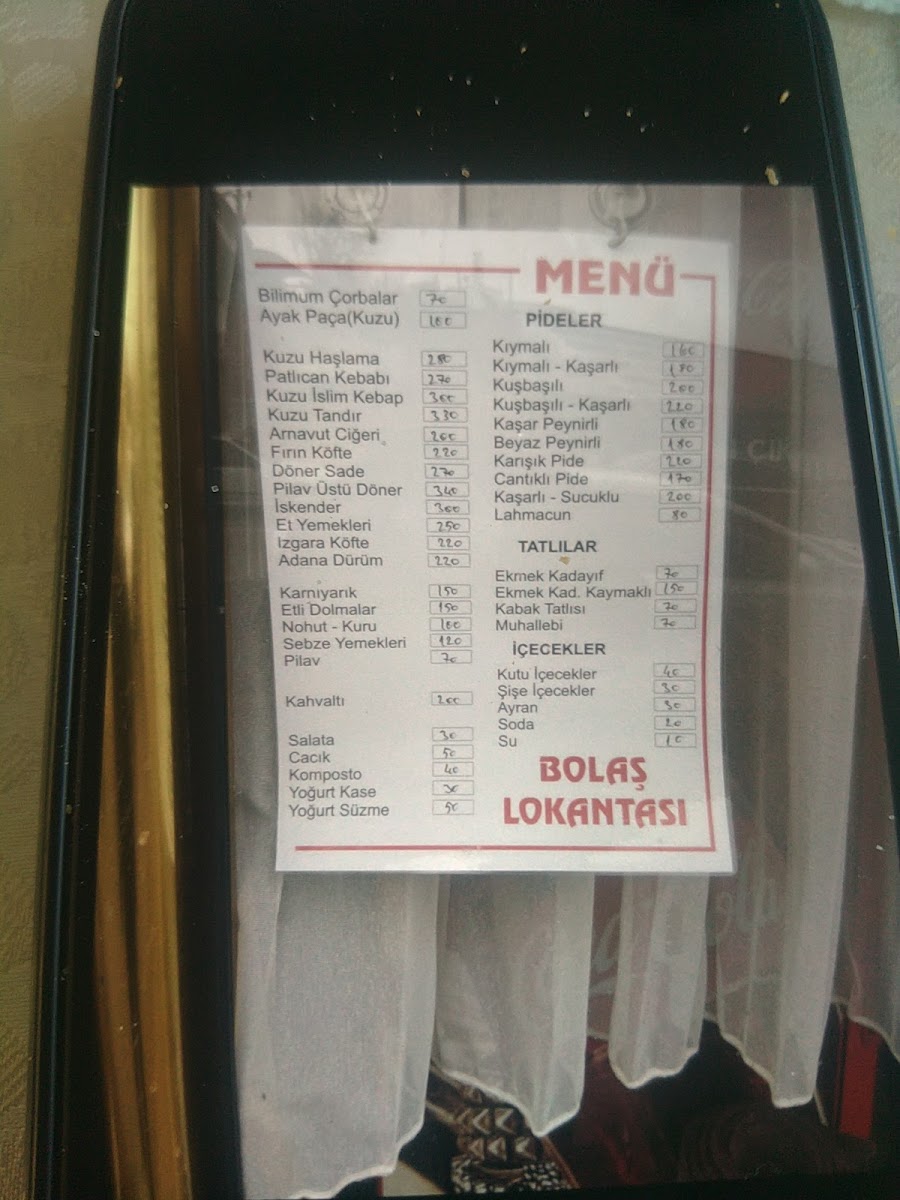 MENÜ
Bilimum Çorbalar 70
Ayak Paça(Kuzu) 100
Kuzu Haşlama 280
Patlıcan Kebabı 270
Kuzu İslim Kebap 300
Kuzu Tandır 330
Arnavut Ciğeri 200
Fırın Köfte 220
Döner Sade 270
Pilav Üstü Döner 340
İskender 300
Et Yemekleri 250
Izgara Köfte 220
Adana Dürüm 220
Karnıyarık 150
Etli Dolmalar 150
Nohut - Kuru 100
Sebze Yemekleri 120
Pilav 70
Kahvaltı 200
Salata 30
Cacık 50
Komposto 40
Yoğurt Kase 30
Yoğurt Süzme 50
PİDELER
Kıymalı 160
Kıymalı - Kaşarlı 180
Kuşbaşılı 200
Kuşbaşılı - Kaşarlı 220
Kaşar Peynirli 180
Beyaz Peynirli 180
Karışık Pide 220
Cantıklı Pide 170
Kaşarlı - Sucuklu 200
Lahmacun 80
TATLILAR
Ekmek Kadayıf 70
Ekmek Kad. Kaymaklı 150
Kabak Tatlısı 70
Muhallebi 70
İÇECEKLER
Kutu İçecekler 40
Şişe İçecekler 30
Ayran 30
Soda 20
Su 10
BOLAŞ
LOKANTASI